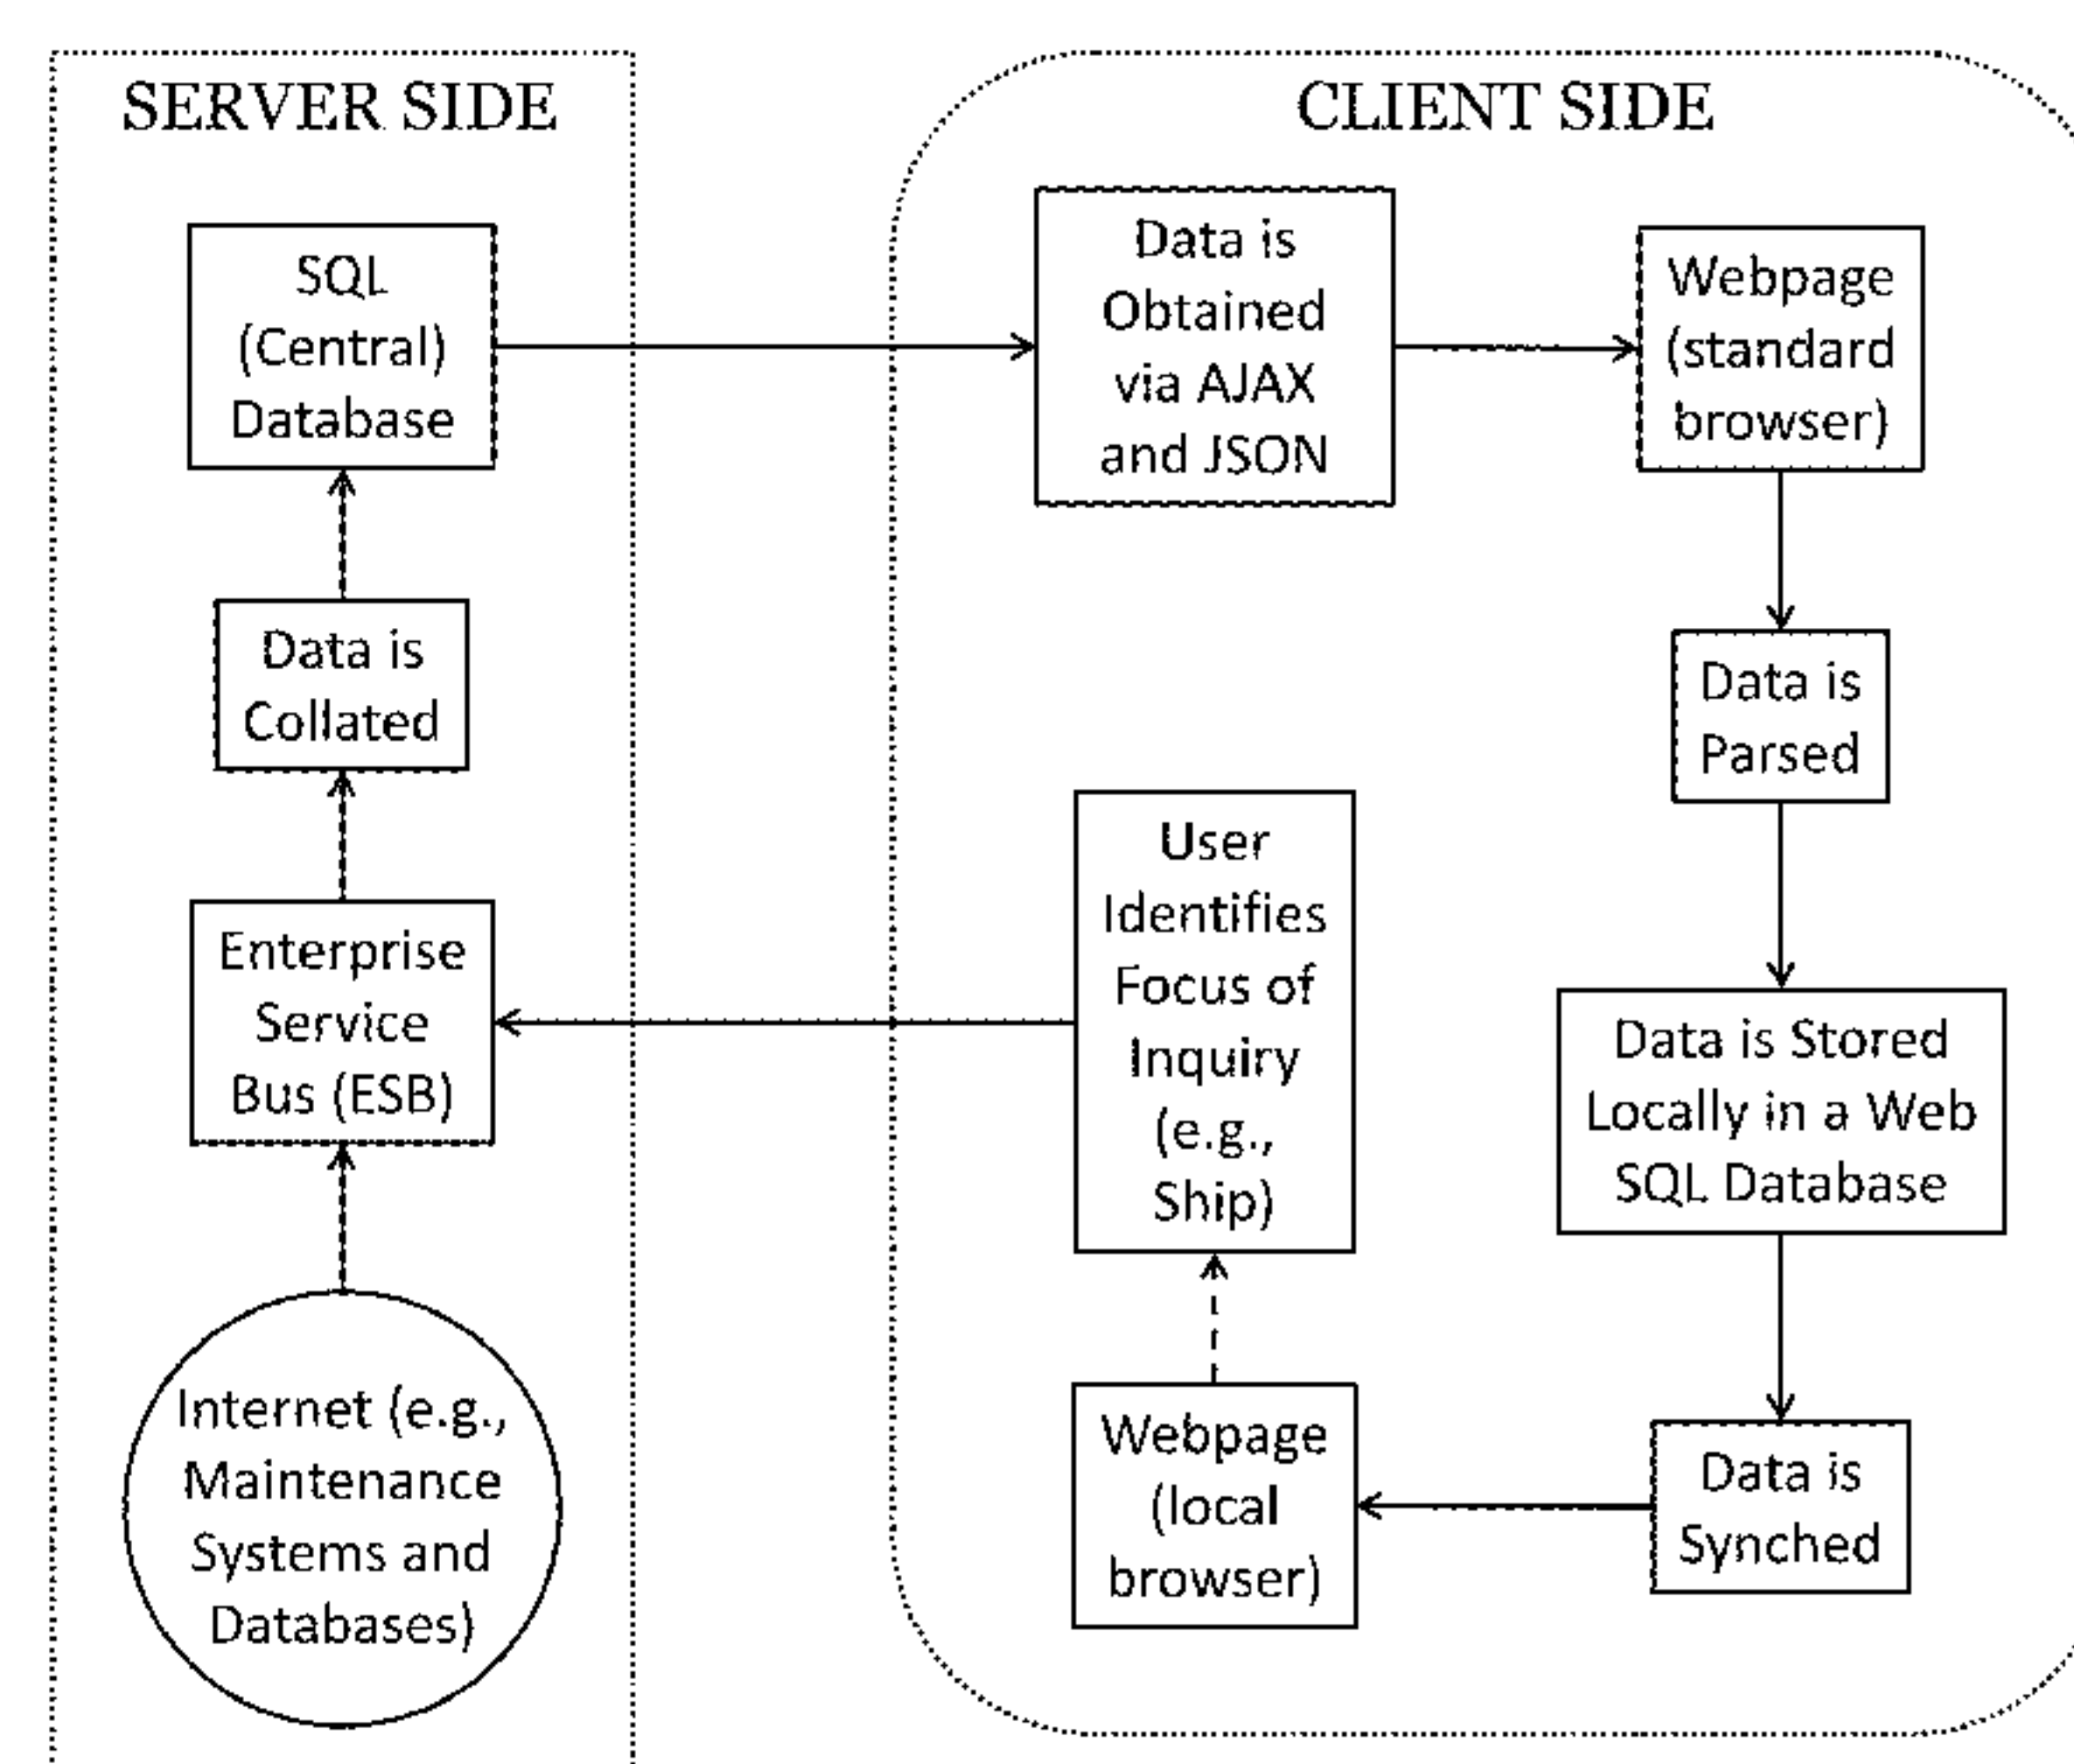 SERVER SIDE
SQL
(Central)
Database
Data is
Collated
Enterprise
Service
Bus (ESB)
Internet (e.g.,
Maintenance
Systems and
Databases)
CLIENT SIDE
Data is
Obtained
via AJAX
and JSON
Webpage
(standard
browser)
Data is
Parsed
Data is Stored
Locally in a Web
SQL Database
Data is
Synched
Webpage
(local
browser)
User
Identifies
Focus of
Inquiry
(e.g.,
Ship)